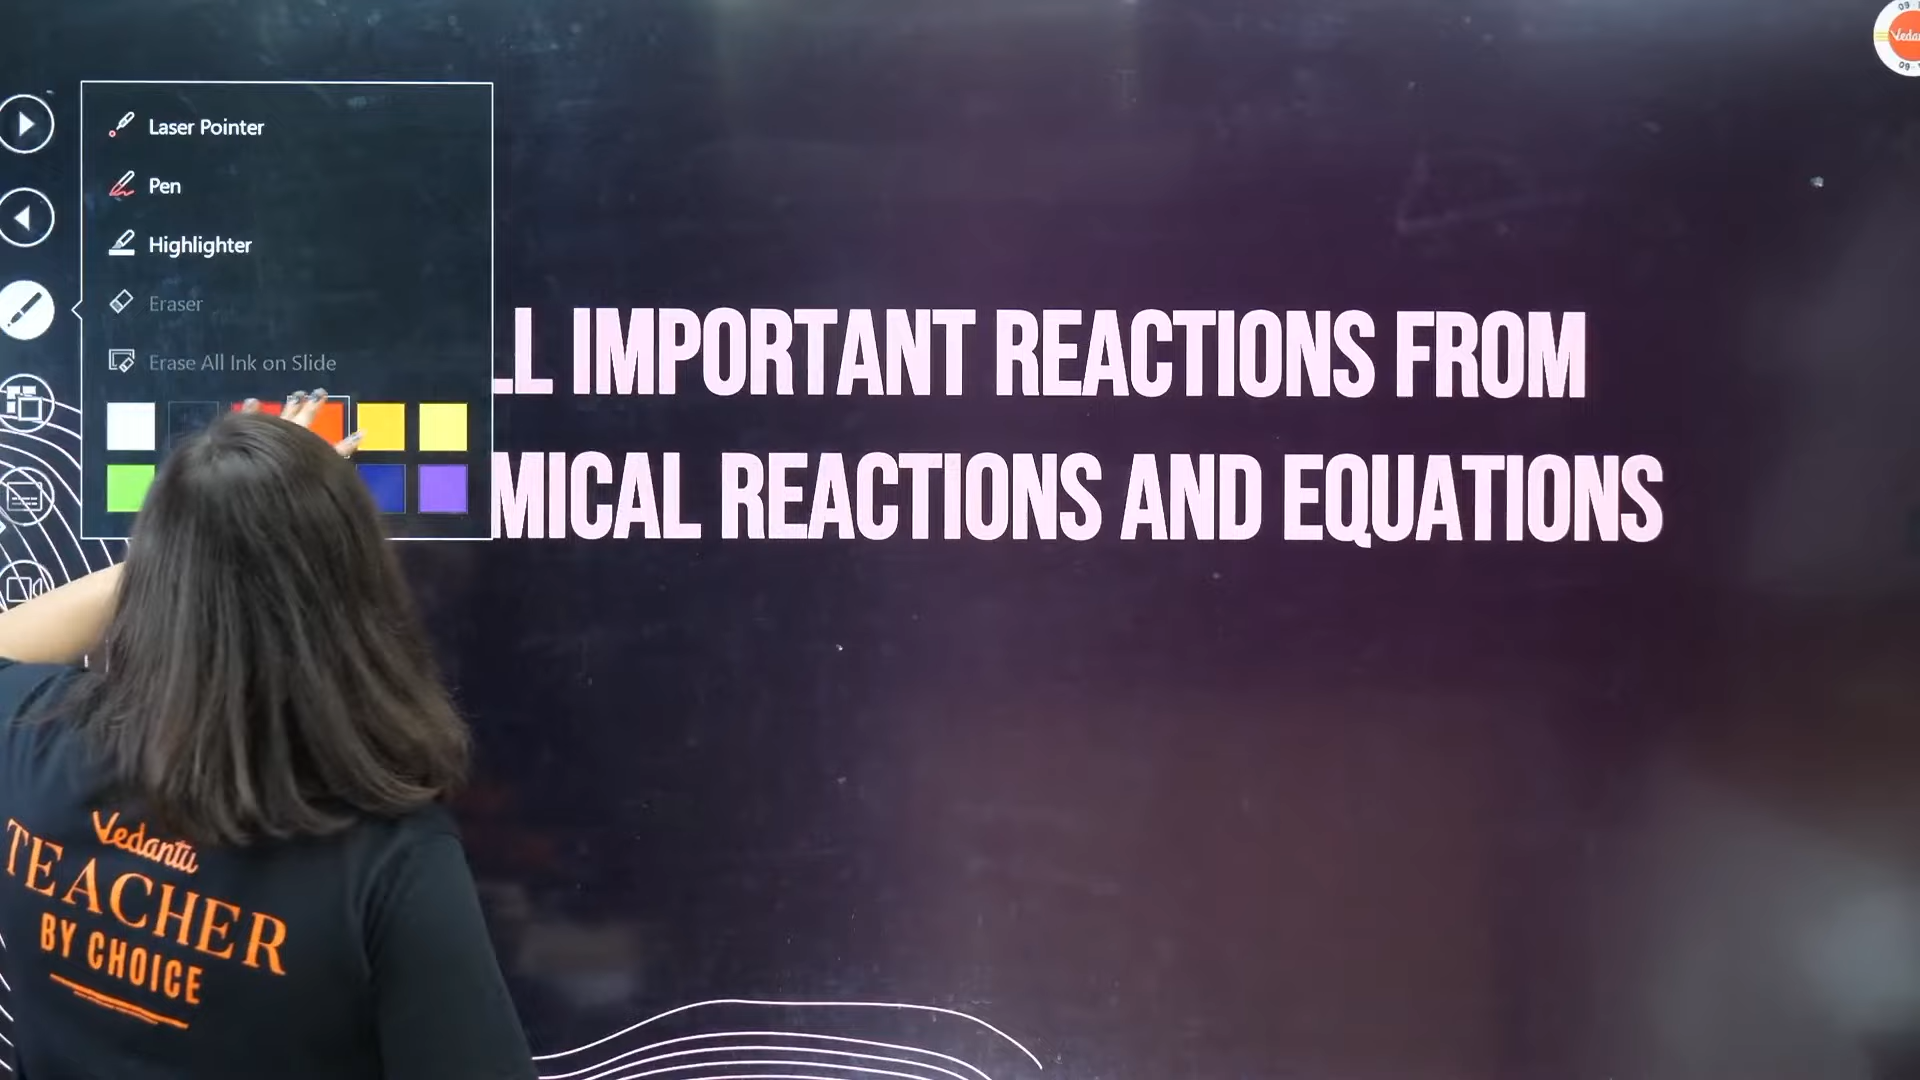 Laser Pointer
Pen
Highlighter
Eraser
Erase All Ink on Slide
LL IMPORTANT REACTIONS FROM
MICAL REACTIONS AND EQUATIONS
Vedantu
TEACHER
BY CHOICE